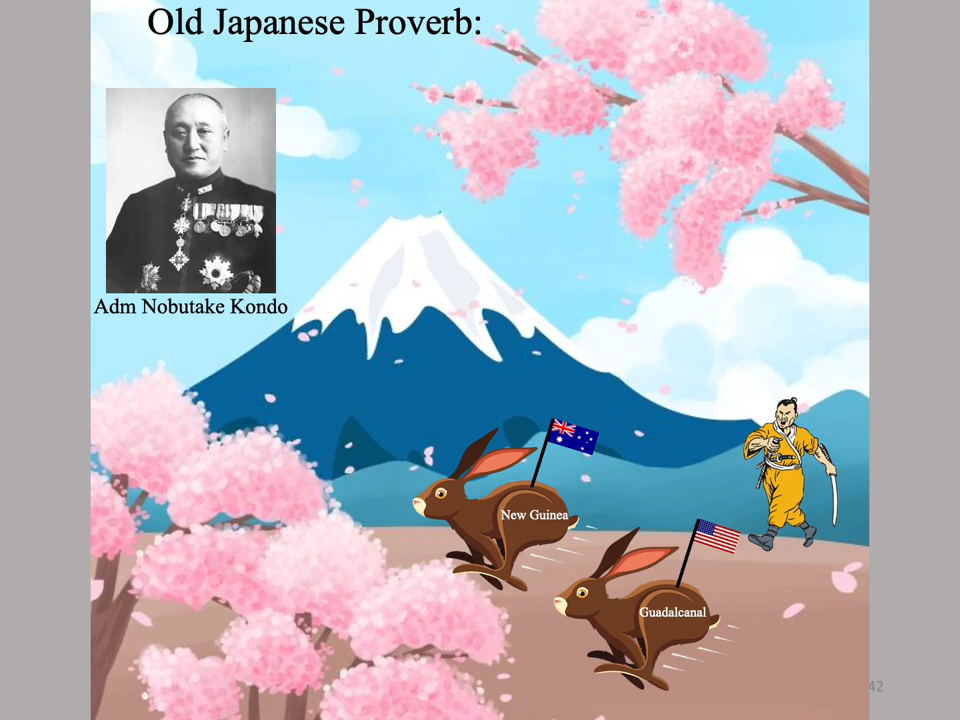 Old Japanese Proverb:
Adm Nobutake Kondo
New Guinea
Guadalcanal
42